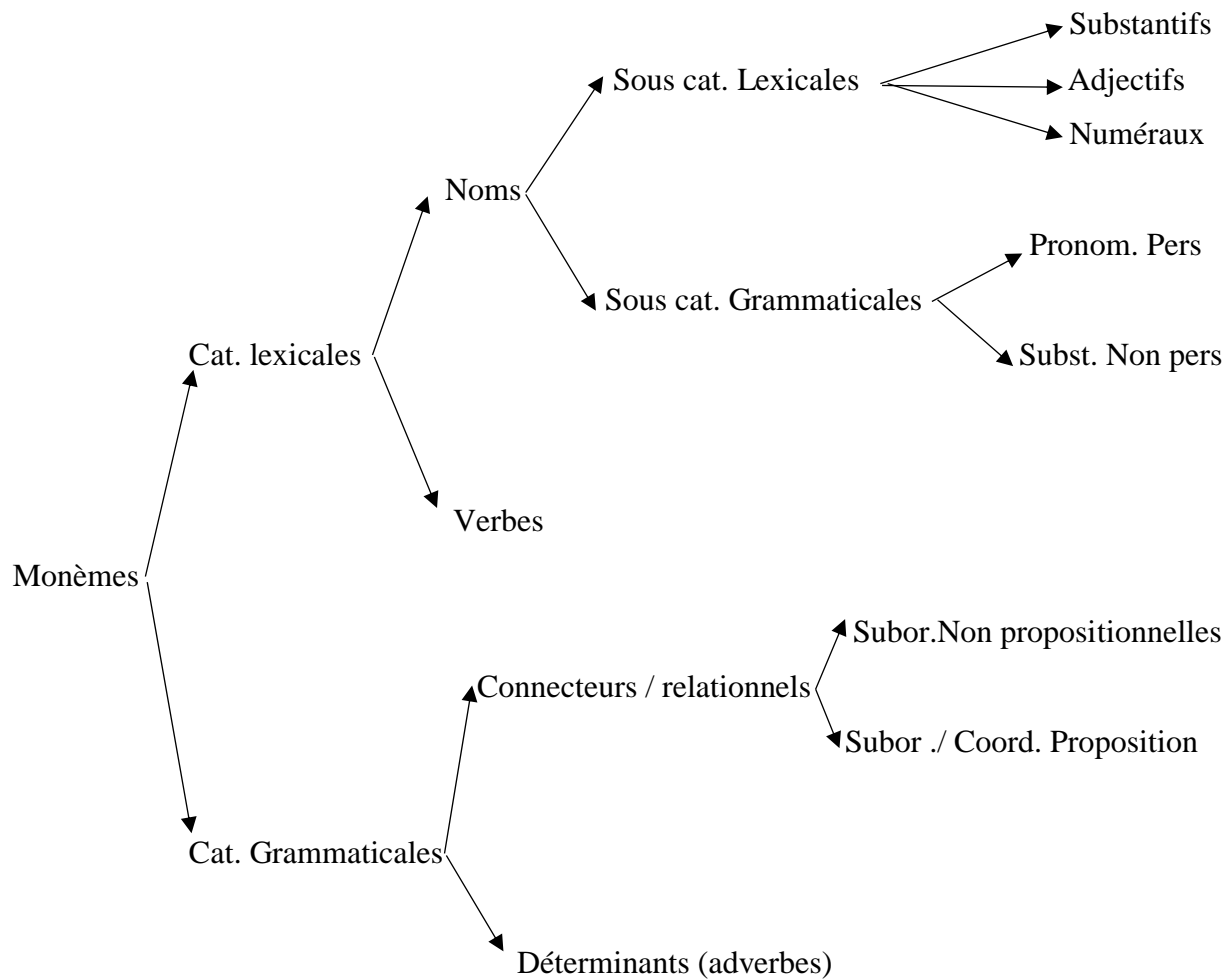 Substantifs
Sous cat. Lexicales
Adjectifs
Numéraux
Noms
Pronom. Pers
Sous cat. Grammaticales
Cat. lexicales
Subst. Non pers
Verbes
Monèmes
Subor.Non propositionnelles
Connecteurs / relationnels
Subor ./ Coord. Proposition
Cat. Grammaticales
Déterminants (adverbes)